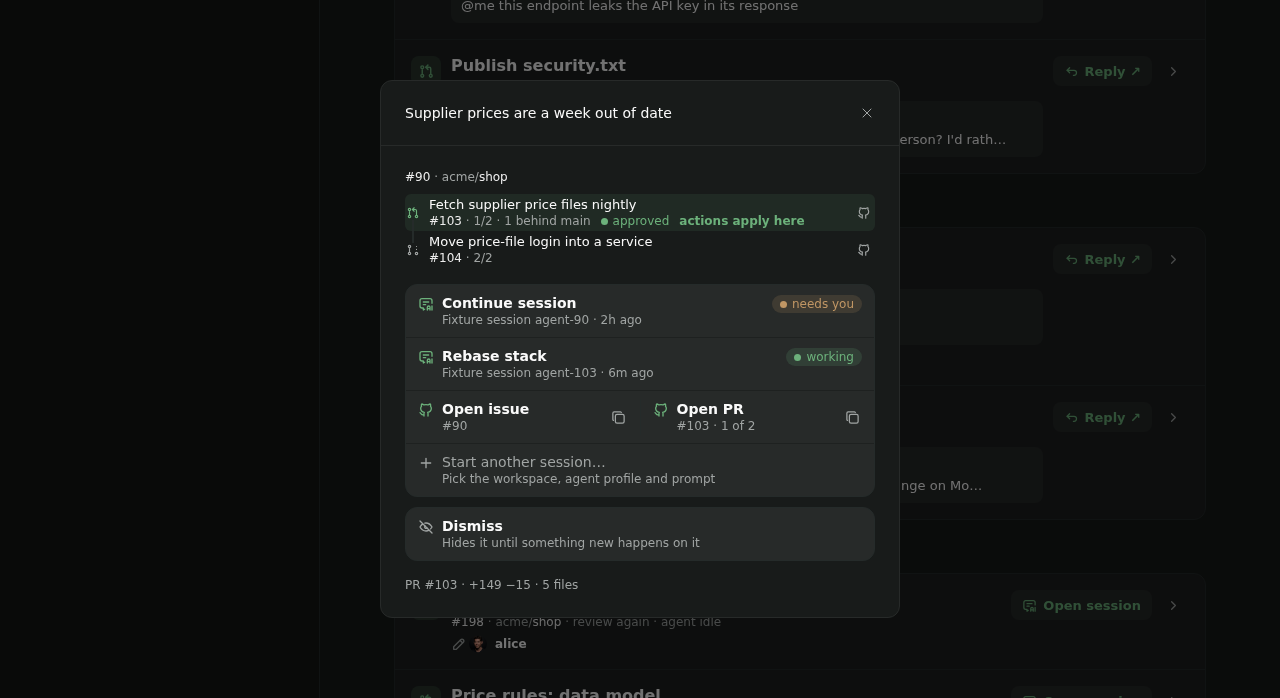 @me this endpoint leaks the API key in its response
Publish security.txt
Reply ↗
Supplier prices are a week out of date
erson? I'd rath…
#90 · acme/shop
Fetch supplier price files nightly
#103 · 1/2 · 1 behind main ● approved actions apply here
Move price-file login into a service
#104 · 2/2
Reply ↗
Continue session
needs you
Fixture session agent-90 · 2h ago
Rebase stack
working
Fixture session agent-103 · 6m ago
Open issue
#90
Open PR
#103 · 1 of 2
Reply ↗
Start another session…
Pick the workspace, agent profile and prompt
nge on Mo…
Dismiss
Hides it until something new happens on it
PR #103 · +149 −15 · 5 files
Open session
#198 · acme/shop · review again · agent idle
alice
Price rules: data model